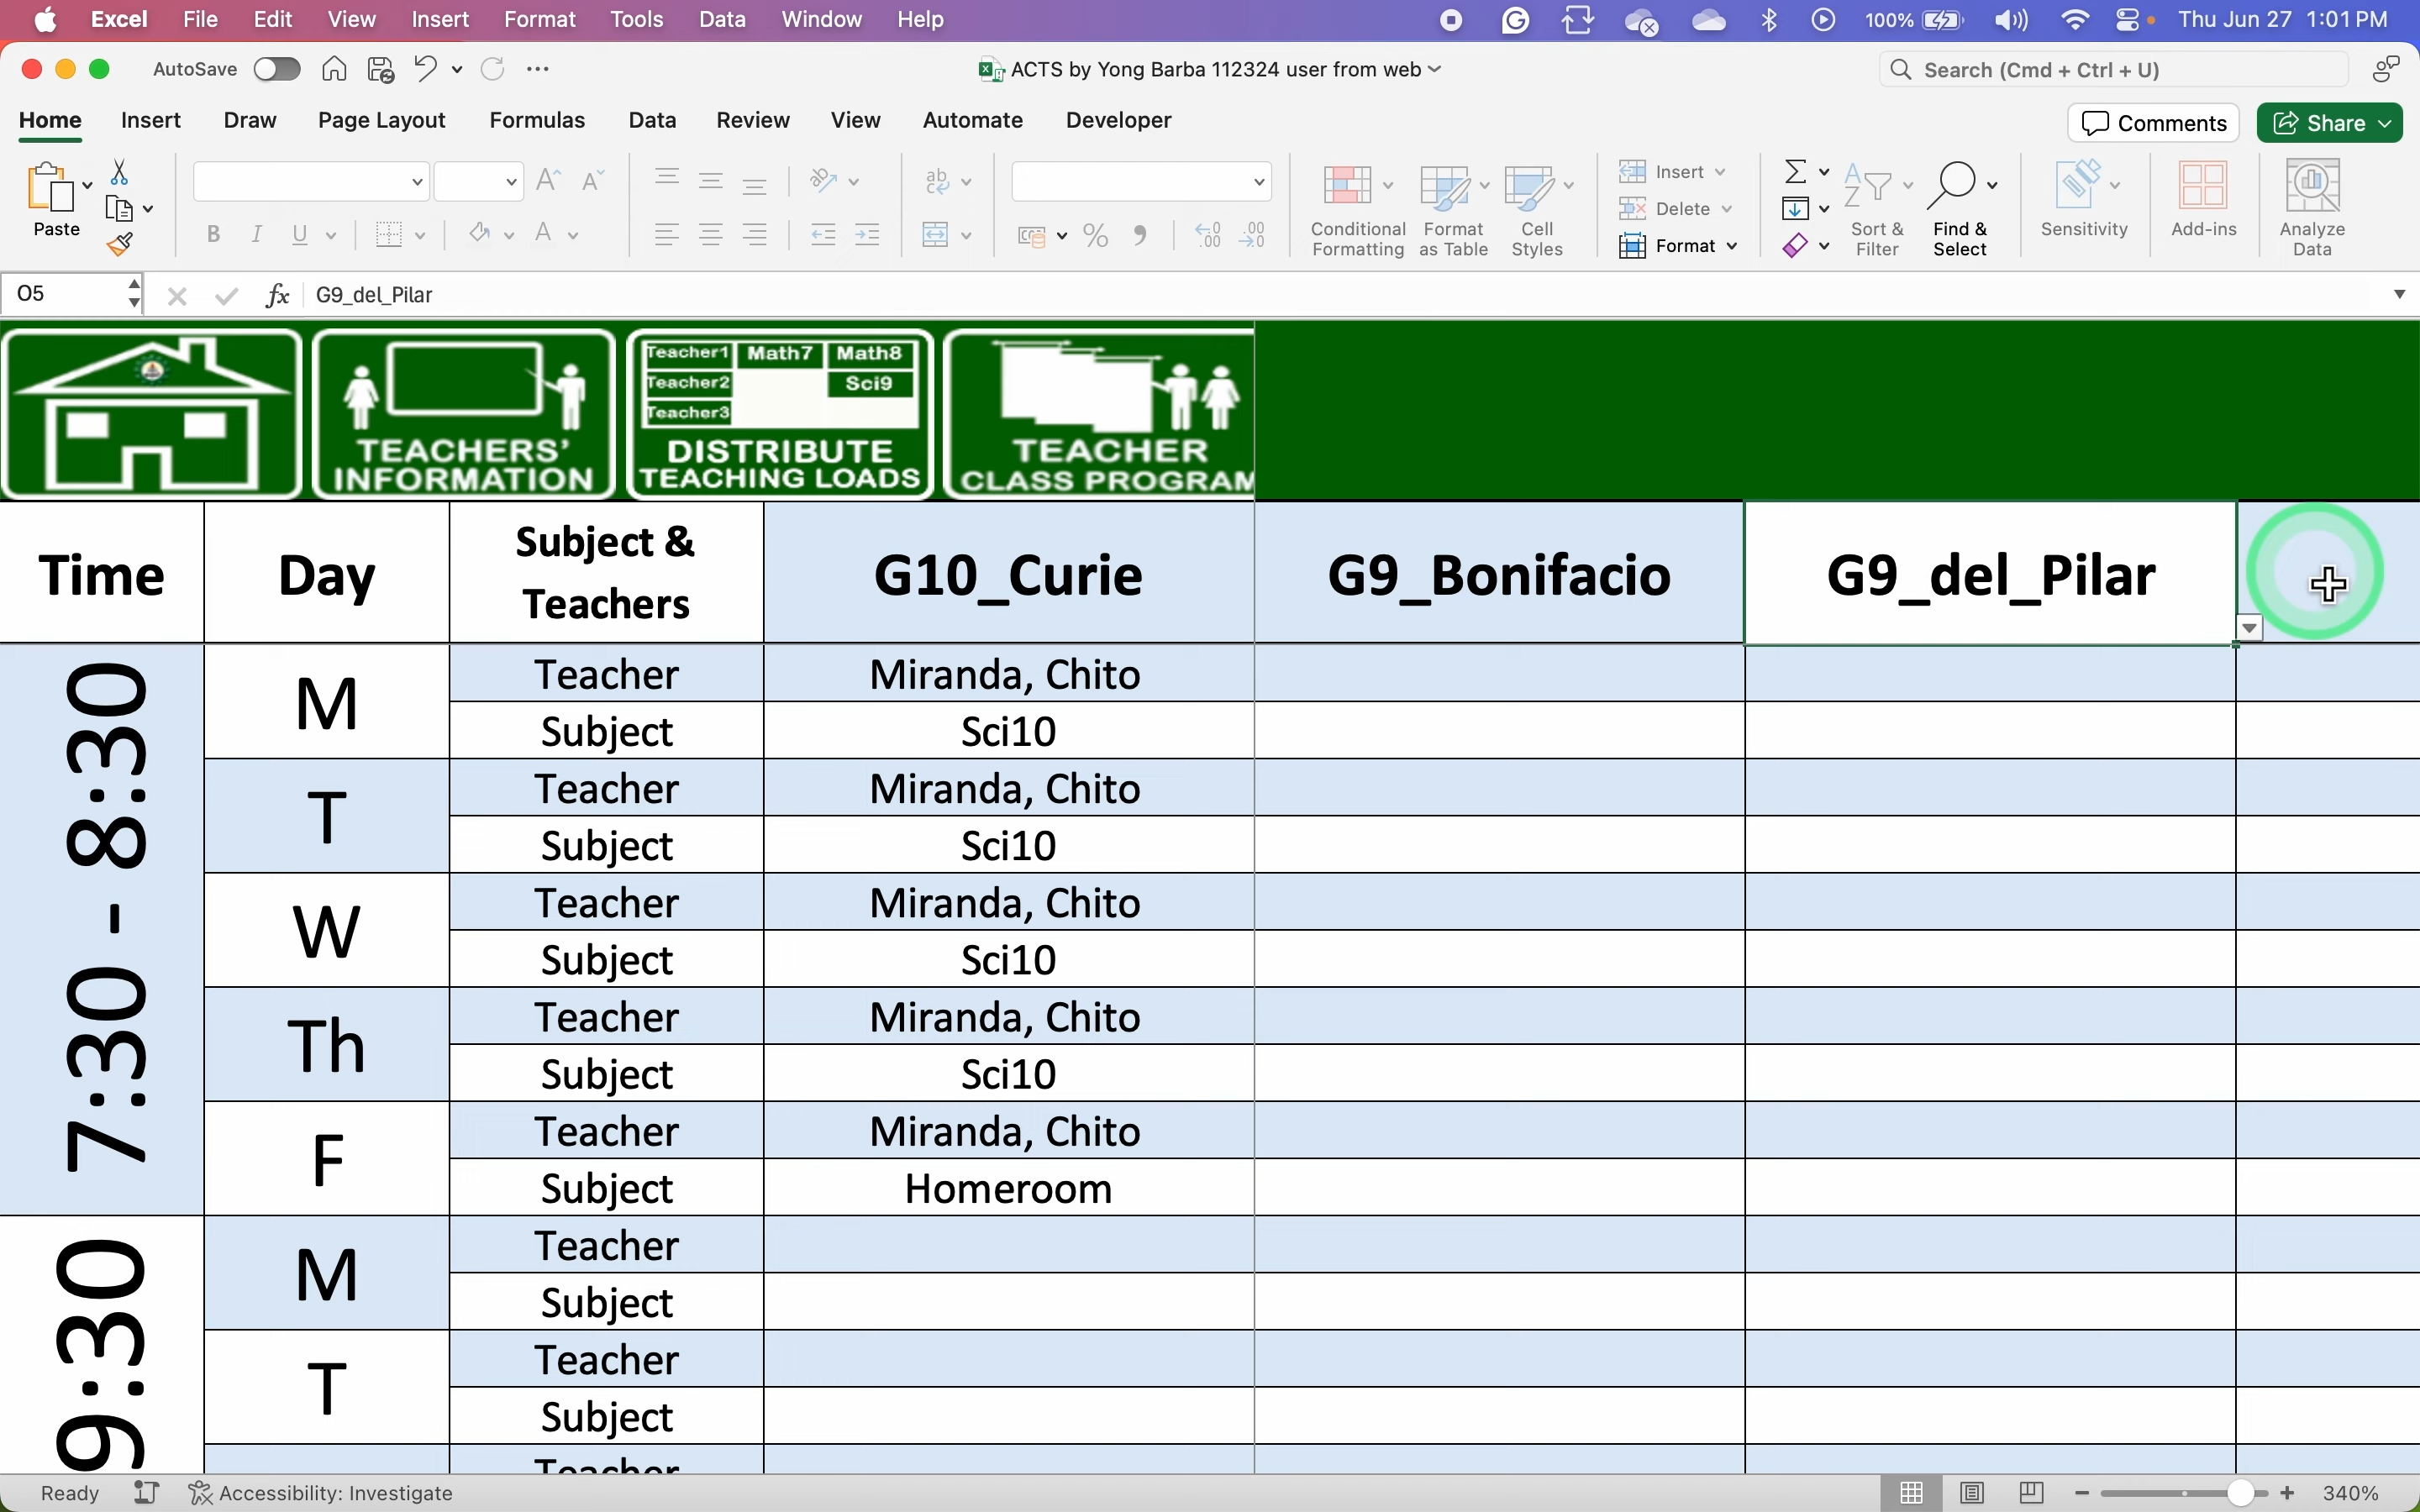 Excel File Edit View Insert Format Tools Data Window Help 100% Thu Jun 27 1:01 PM
AutoSave ACTS by Yong Barba 112324 user from web Search (Cmd + Ctrl + U)
Home Insert Draw Page Layout Formulas Data Review View Automate Developer Comments Share
Paste
Conditional Formatting
Format as Table
Cell Styles
Insert
Delete
Format
Sort & Filter
Find & Select
Sensitivity
Add-ins
Analyze Data
O5 fx G9_del_Pilar
TEACHERS'
INFORMATION
Teacher1 Math7 Math8
Teacher2 Sci9
Teacher3
DISTRIBUTE
TEACHING LOADS
TEACHER
CLASS PROGRAM
Time Day Subject & Teachers G10_Curie G9_Bonifacio G9_del_Pilar
7:30 - 8:30
M Teacher Miranda, Chito
Subject Sci10
T Teacher Miranda, Chito
Subject Sci10
W Teacher Miranda, Chito
Subject Sci10
Th Teacher Miranda, Chito
Subject Sci10
F Teacher Miranda, Chito
Subject Homeroom
9:30
M Teacher
Subject
T Teacher
Subject
Teacher
Ready Accessibility: Investigate 340%